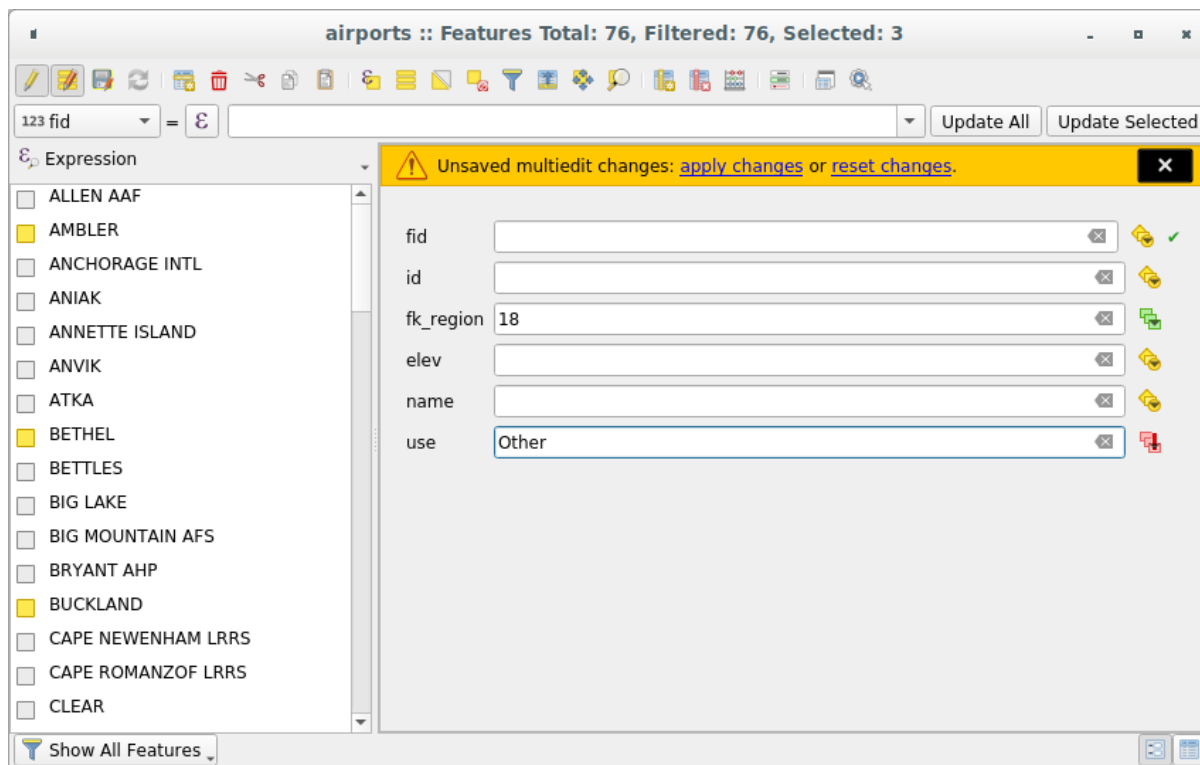 airports :: Features Total: 76, Filtered: 76, Selected: 3
123 fid = ε Update All Update Selected
ε Expression
Unsaved multiedit changes: apply changes or reset changes.
ALLEN AAF
AMBLER
ANCHORAGE INTL
ANIAK
ANNETTE ISLAND
ANVIK
ATKA
BETHEL
BETTLES
BIG LAKE
BIG MOUNTAIN AFS
BRYANT AHP
BUCKLAND
CAPE NEWENHAM LRRS
CAPE ROMANZOF LRRS
CLEAR
fid
id
fk_region 18
elev
name
use Other
Show All Features